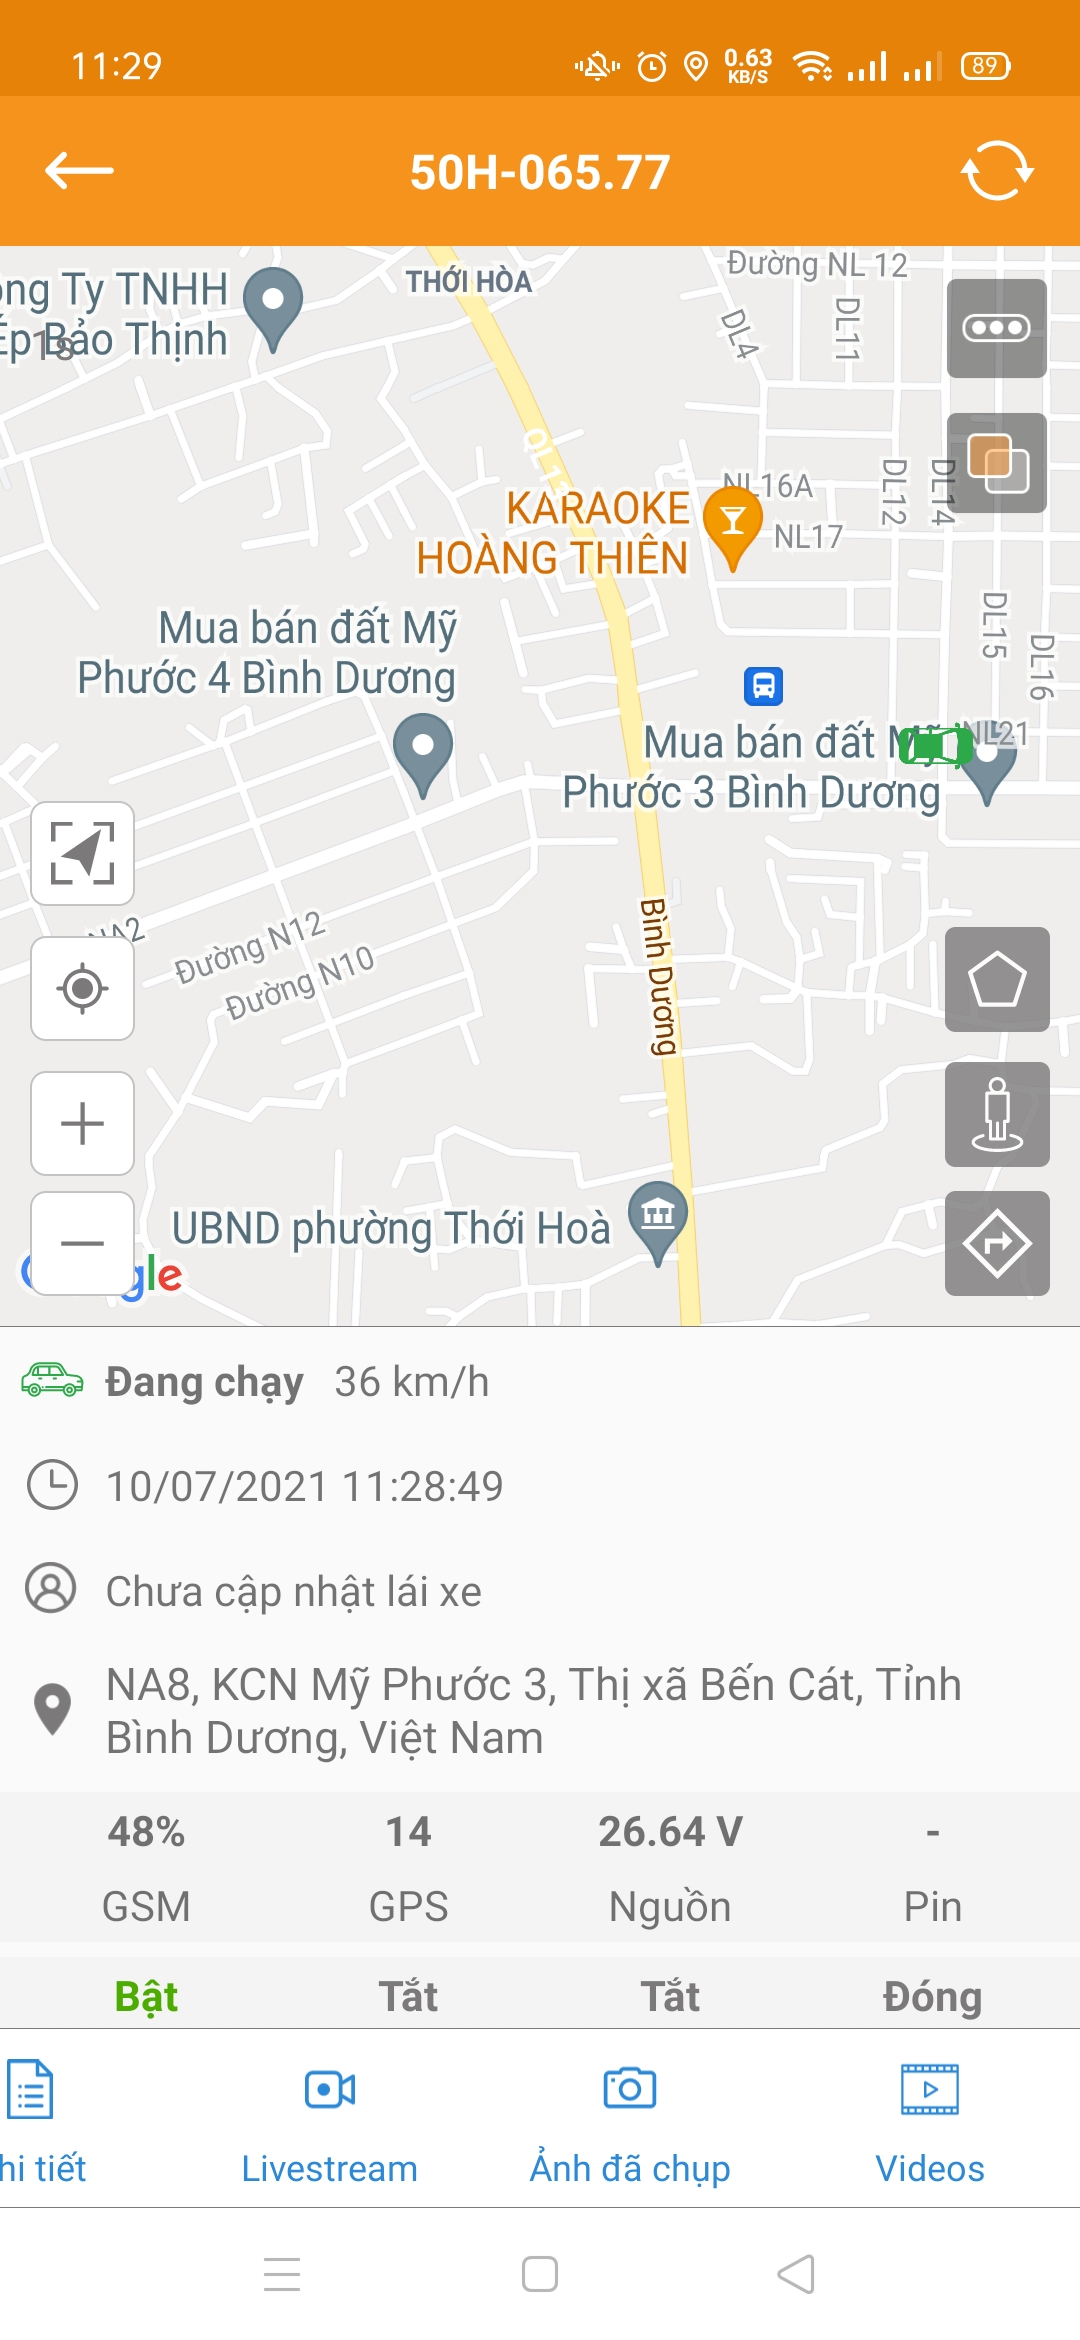 11:29
0.63
KB/S
89
50H-065.77
THỚI HÒA
Đường NL 12
ng Ty TNHH
Ép Bảo Thịnh
1s
DL4
DL11
QL1
NL16A
DL12
DL14
KARAOKE
HOÀNG THIÊN
NL17
Mua bán đất Mỹ
Phước 4 Bình Dương
DL15
DL16
Mua bán đất Mỹ
Phước 3 Bình Dương
NL21
NA2
Đường N12
Đường N10
Bình Dương
UBND phường Thới Hoà
gle
Đang chạy 36 km/h
10/07/2021 11:28:49
Chưa cập nhật lái xe
NA8, KCN Mỹ Phước 3, Thị xã Bến Cát, Tỉnh
Bình Dương, Việt Nam
48% 14 26.64 V -
GSM GPS Nguồn Pin
Bật Tắt Tắt Đóng
hi tiết Livestream Ảnh đã chụp Videos